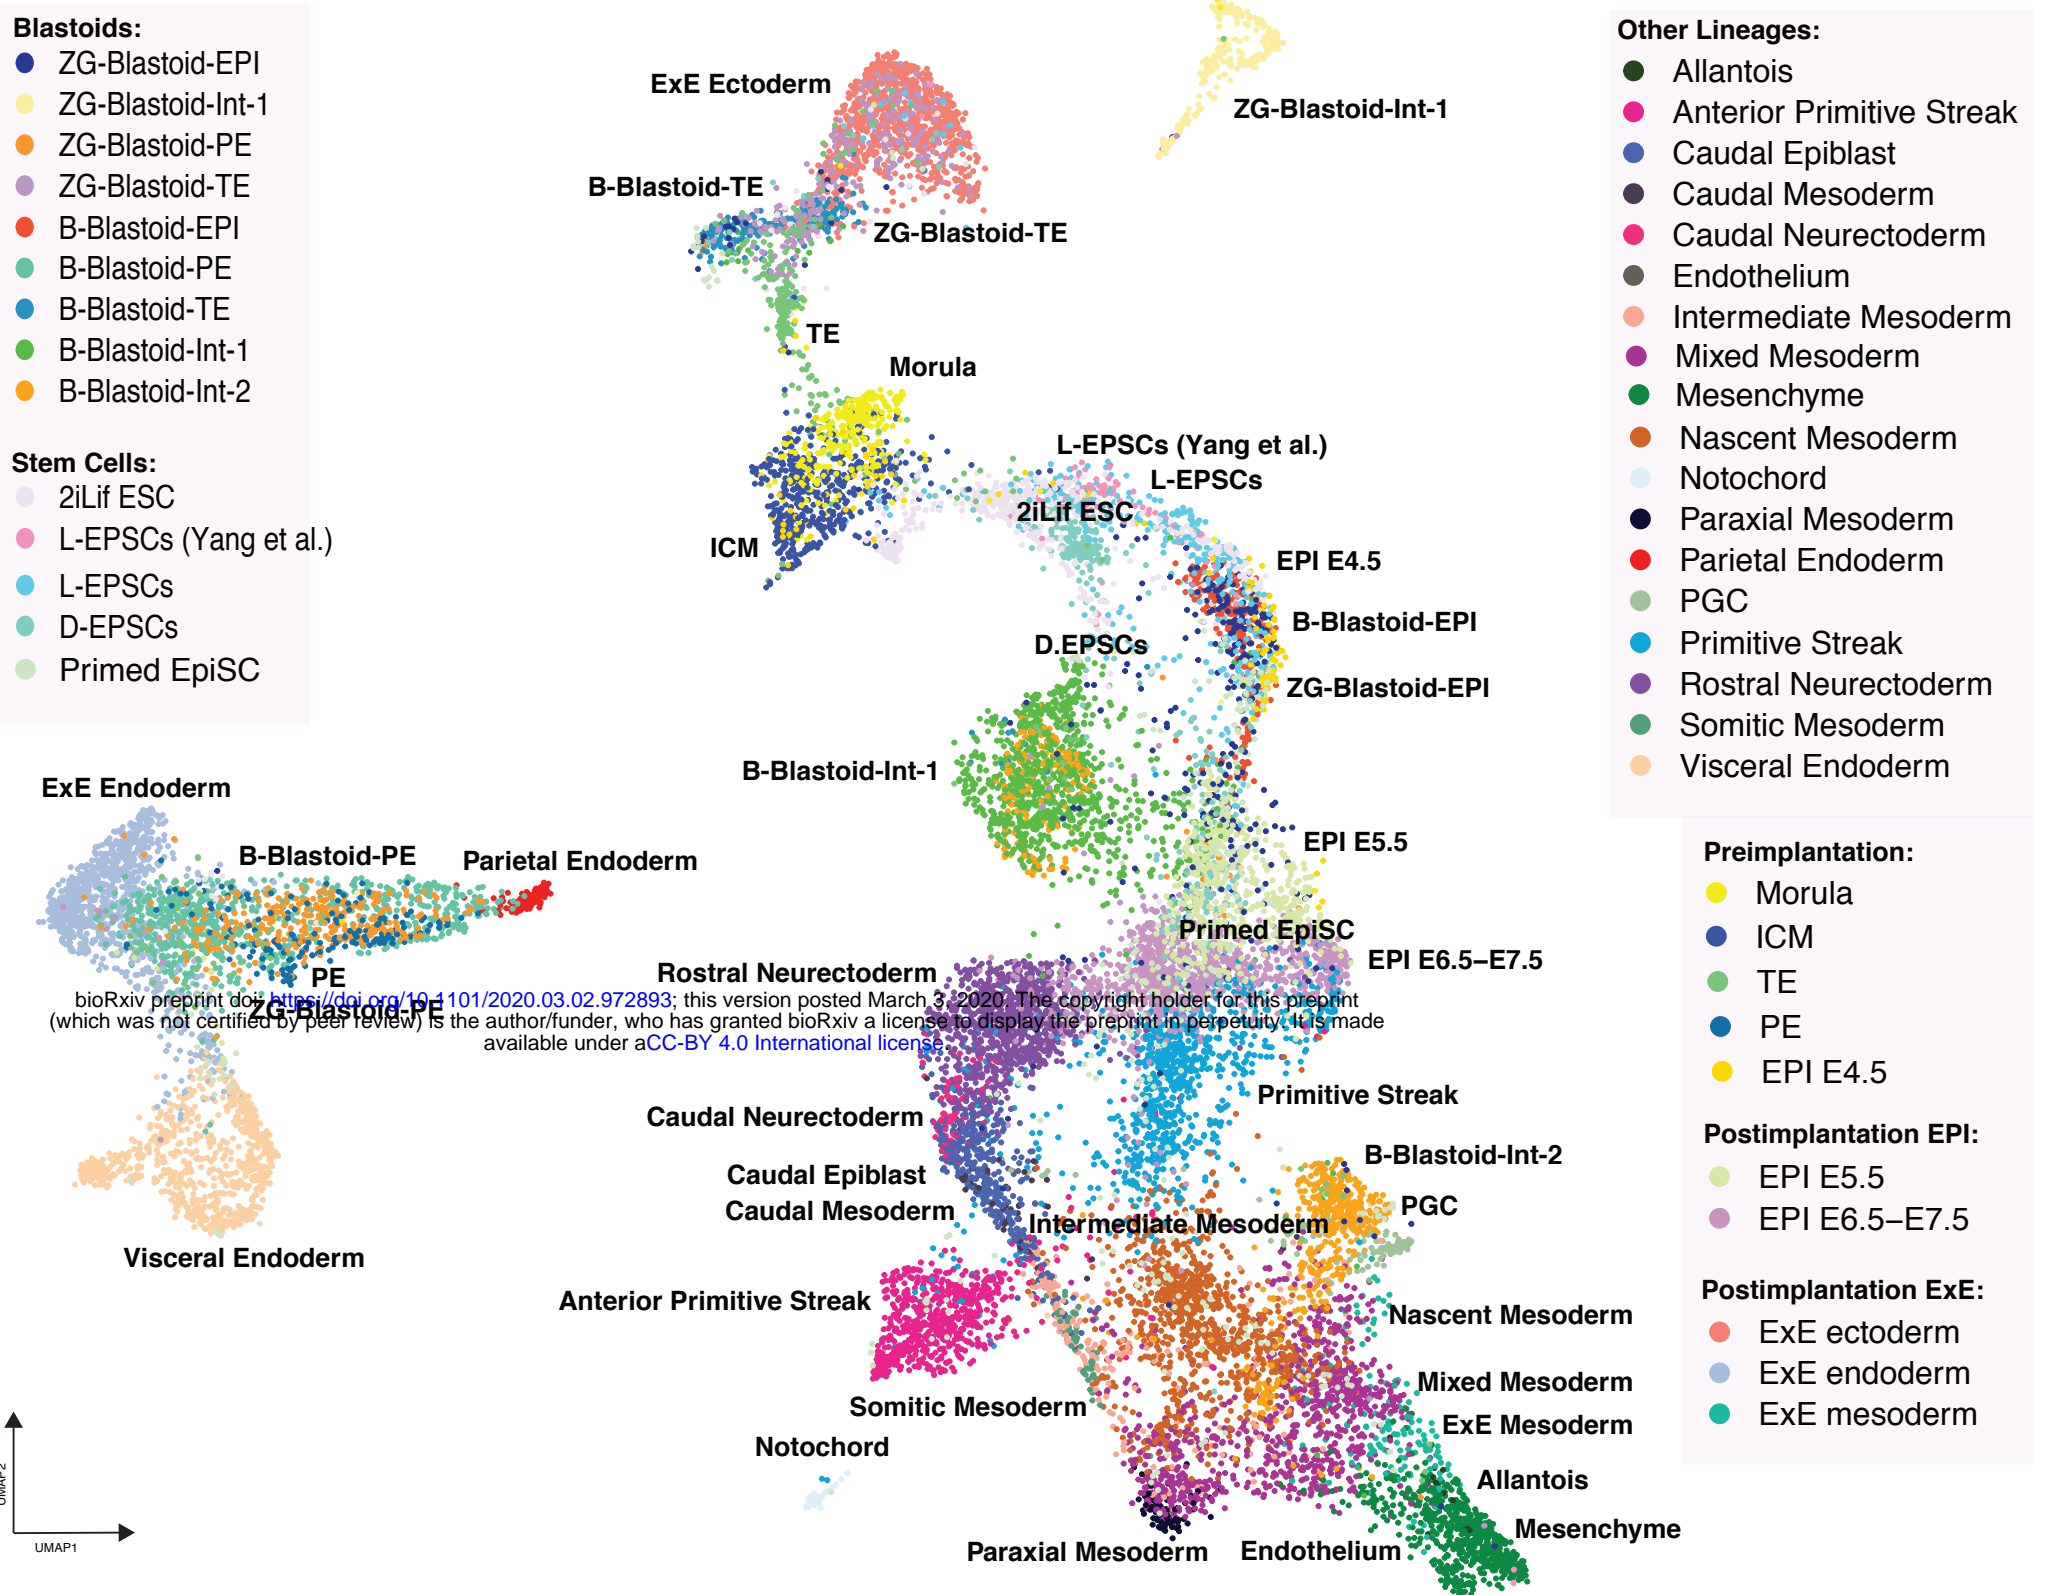 Blastoids:
ZG-Blastoid-EPI
ZG-Blastoid-Int-1
ZG-Blastoid-PE
ZG-Blastoid-TE
B-Blastoid-EPI
B-Blastoid-PE
B-Blastoid-TE
B-Blastoid-Int-1
B-Blastoid-Int-2
Stem Cells:
2iLif ESC
L-EPSCs (Yang et al.)
L-EPSCs
D-EPSCs
Primed EpiSC
ExE Ectoderm
ZG-Blastoid-Int-1
B-Blastoid-TE
ZG-Blastoid-TE
TE
Morula
L-EPSCs (Yang et al.)
L-EPSCs
2iLif ESC
ICM
EPI E4.5
B-Blastoid-EPI
D.EPSCs
ZG-Blastoid-EPI
B-Blastoid-Int-1
ExE Endoderm
B-Blastoid-PE
Parietal Endoderm
EPI E5.5
Primed EpiSC
EPI E6.5–E7.5
Rostral Neurectoderm
PE
ZG-Blastoid-PE
bioRxiv preprint doi: https://doi.org/10.1101/2020.03.02.972893; this version posted March 3, 2020. The copyright holder for this preprint
(which was not certified by peer review) is the author/funder, who has granted bioRxiv a license to display the preprint in perpetuity. It is made
available under aCC-BY 4.0 International license.
Primitive Streak
Caudal Neurectoderm
B-Blastoid-Int-2
Caudal Epiblast
PGC
Caudal Mesoderm
Intermediate Mesoderm
Visceral Endoderm
Anterior Primitive Streak
Nascent Mesoderm
Mixed Mesoderm
Somitic Mesoderm
ExE Mesoderm
Notochord
Allantois
Mesenchyme
Paraxial Mesoderm
Endothelium
UMAP2
UMAP1
Other Lineages:
Allantois
Anterior Primitive Streak
Caudal Epiblast
Caudal Mesoderm
Caudal Neurectoderm
Endothelium
Intermediate Mesoderm
Mixed Mesoderm
Mesenchyme
Nascent Mesoderm
Notochord
Paraxial Mesoderm
Parietal Endoderm
PGC
Primitive Streak
Rostral Neurectoderm
Somitic Mesoderm
Visceral Endoderm
Preimplantation:
Morula
ICM
TE
PE
EPI E4.5
Postimplantation EPI:
EPI E5.5
EPI E6.5–E7.5
Postimplantation ExE:
ExE ectoderm
ExE endoderm
ExE mesoderm